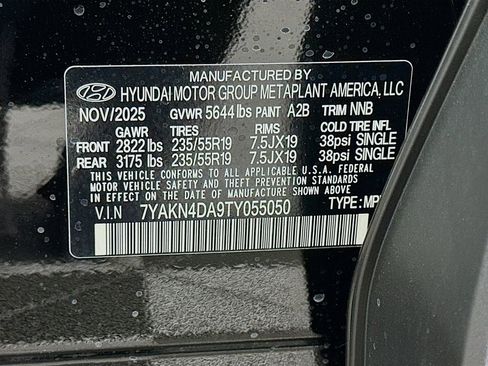 MANUFACTURED BY
HYUNDAI MOTOR GROUP METAPLANT AMERICA, LLC
NOV/2025 GVWR 5644 lbs PAINT A2B TRIM NNB
GAWR TIRES RIMS COLD TIRE INFL
FRONT 2822 lbs 235/55R19 7.5JX19 38psi SINGLE
REAR 3175 lbs 235/55R19 7.5JX19 38psi SINGLE
THIS VEHICLE CONFORMS TO ALL APPLICABLE U.S.A. FEDERAL
MOTOR VEHICLE SAFETY AND THEFT PREVENTION STANDARDS
IN EFFECT ON THE DATE OF MANUFACTURE SHOWN ABOVE.
V.I.N 7YAKN4DA9TY055050 TYPE: MP